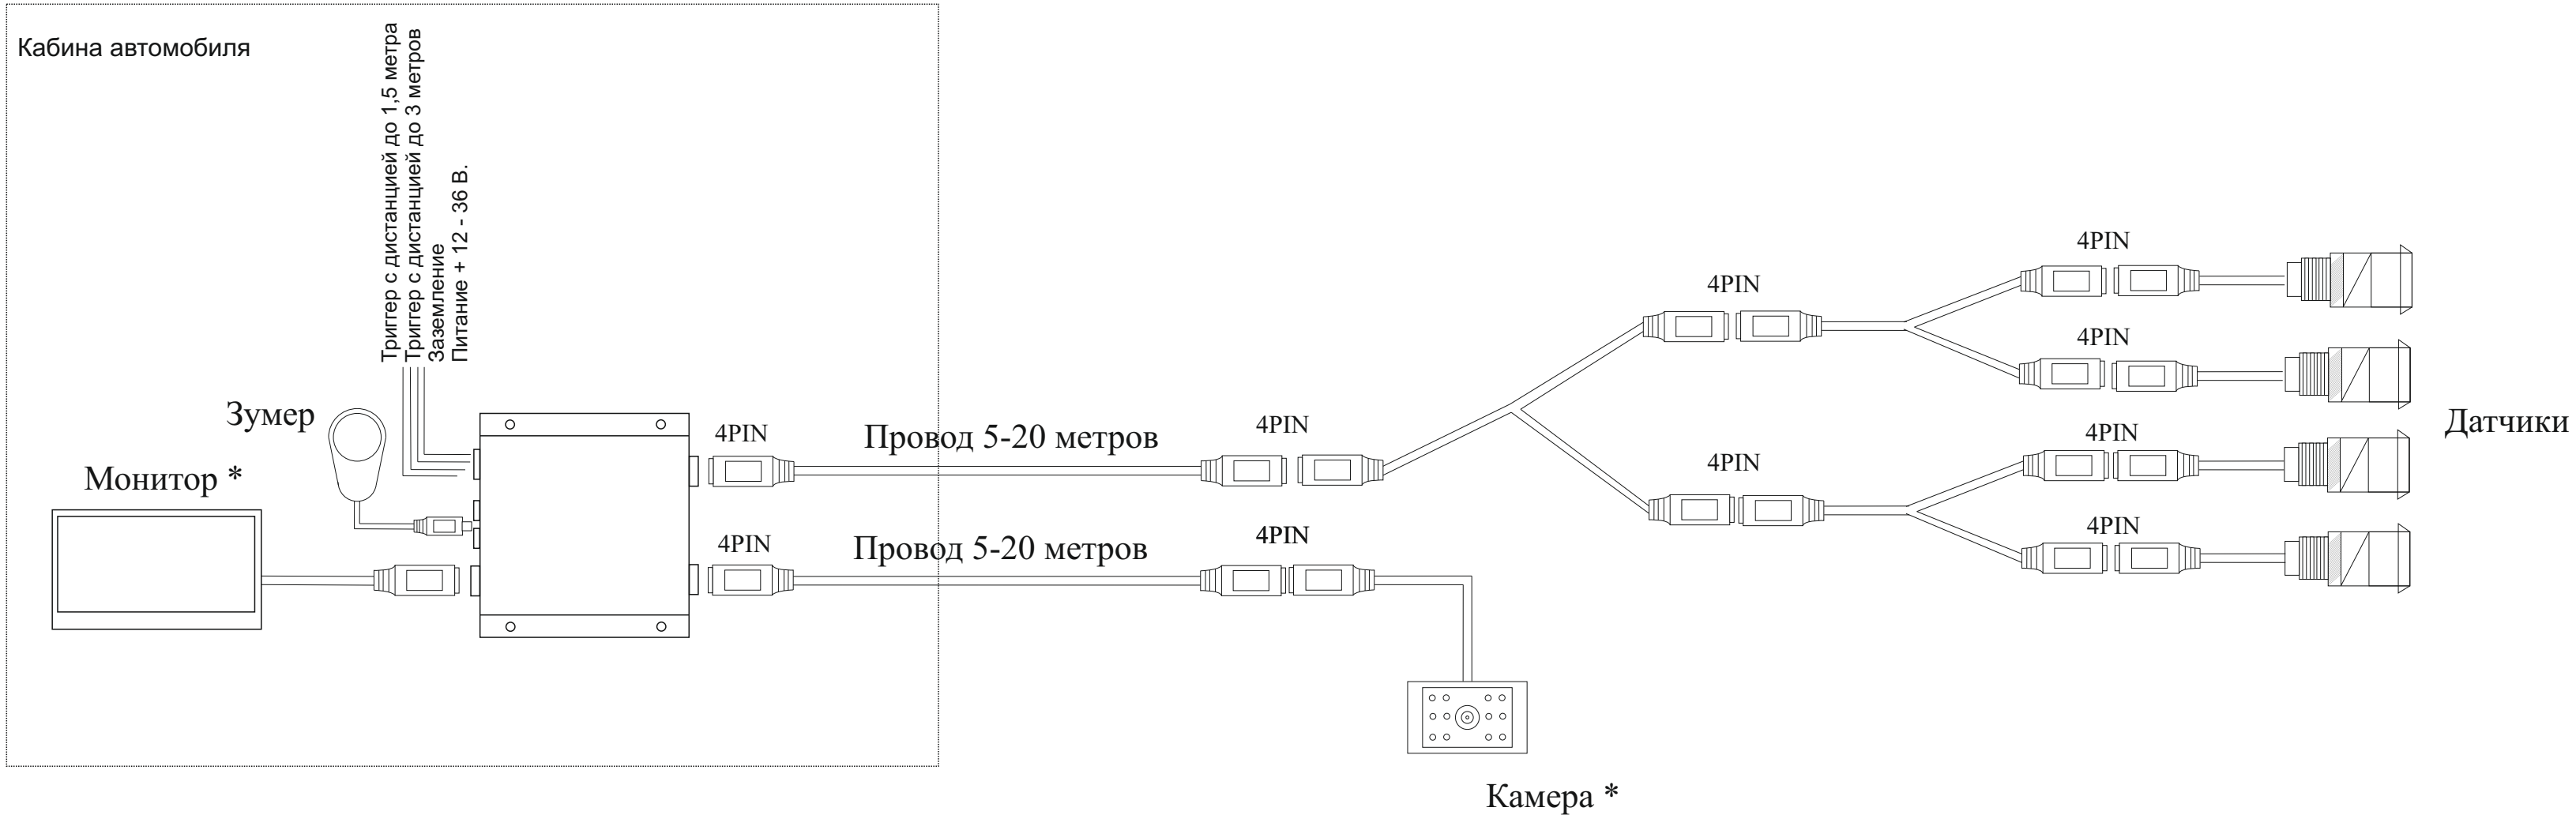 Кабина автомобиля
Триггер с дистанцией до 1,5 метра
Триггер с дистанцией до 3 метров
Заземление
Питание + 12 - 36 В.
Зумер
Монитор *
4PIN
Провод 5-20 метров
4PIN
4PIN
Провод 5-20 метров
4PIN
4PIN
4PIN
4PIN
4PIN
4PIN
4PIN
Датчики
Камера *